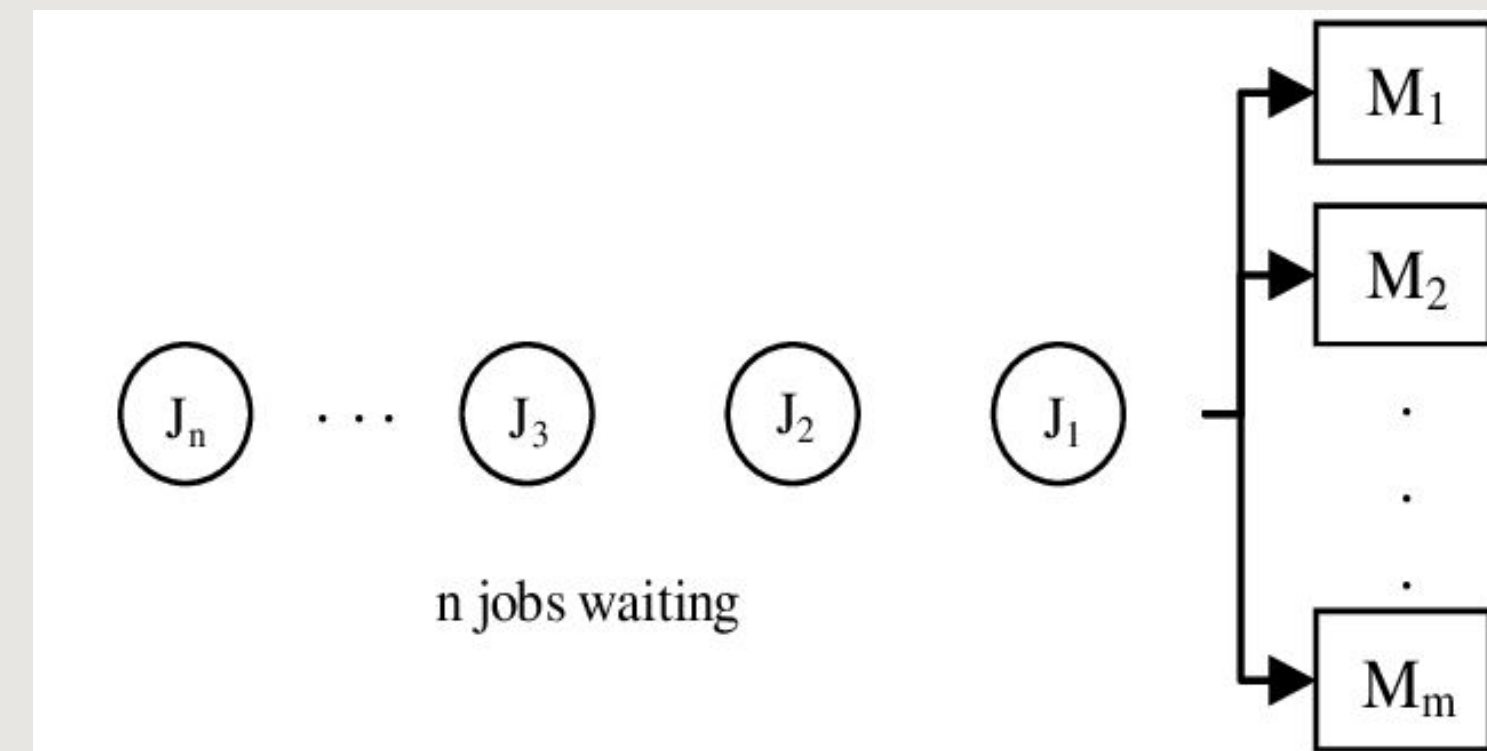 M₁
M₂
Jₙ . . . J₃ J₂ J₁
.
.
.
n jobs waiting
Mₘ